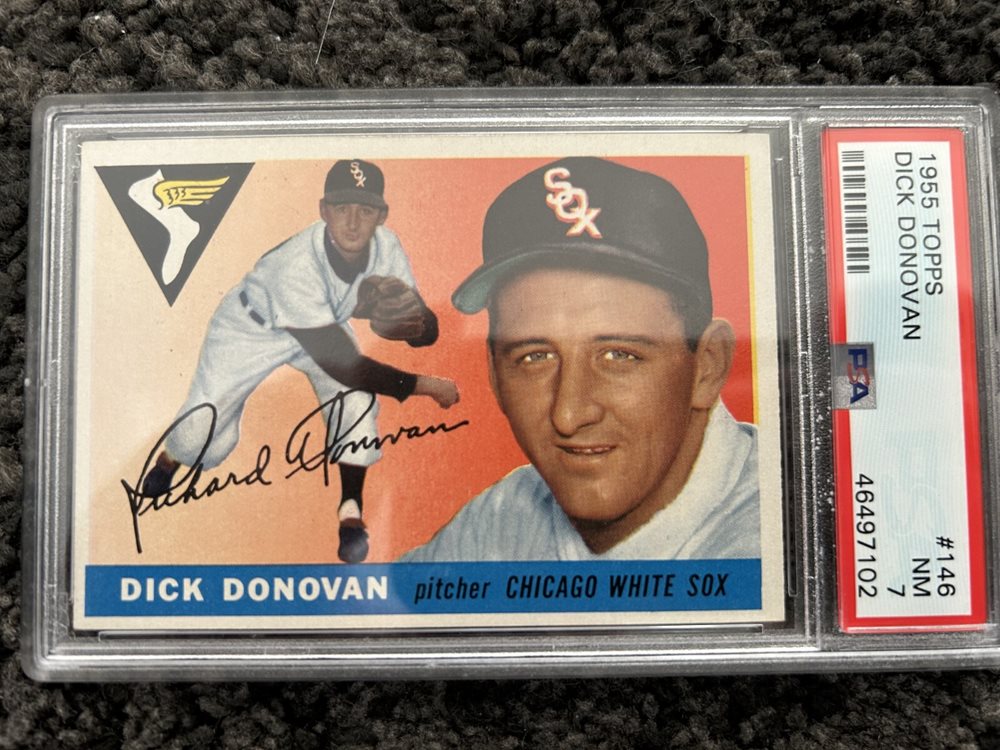 SOX
SOX
Richard Donovan
DICK DONOVAN pitcher CHICAGO WHITE SOX
1955 TOPPS #146
DICK DONOVAN NM
7
PSA
46497102